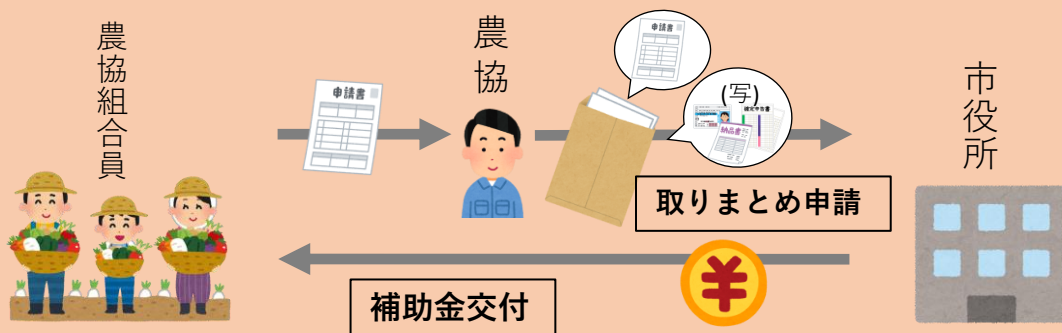 農協組合員
申請書
農協
申請書
(写)
確定申告書
納品書
市役所
取りまとめ申請
¥
補助金交付